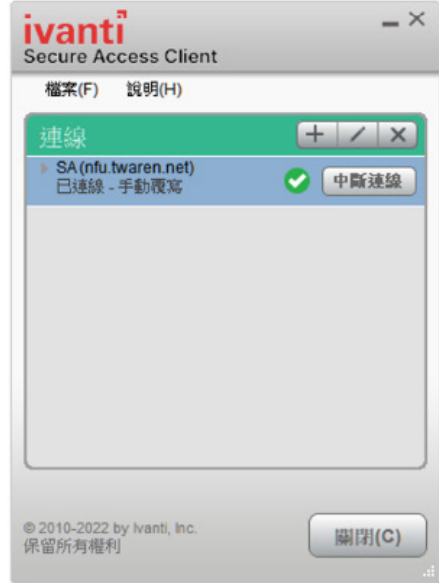 ivanti
Secure Access Client
檔案(F) 說明(H)
連線
SA (nfu.twaren.net)
已連線 - 手動覆寫
中斷連線
© 2010-2022 by Ivanti, Inc.
保留所有權利
關閉(C)